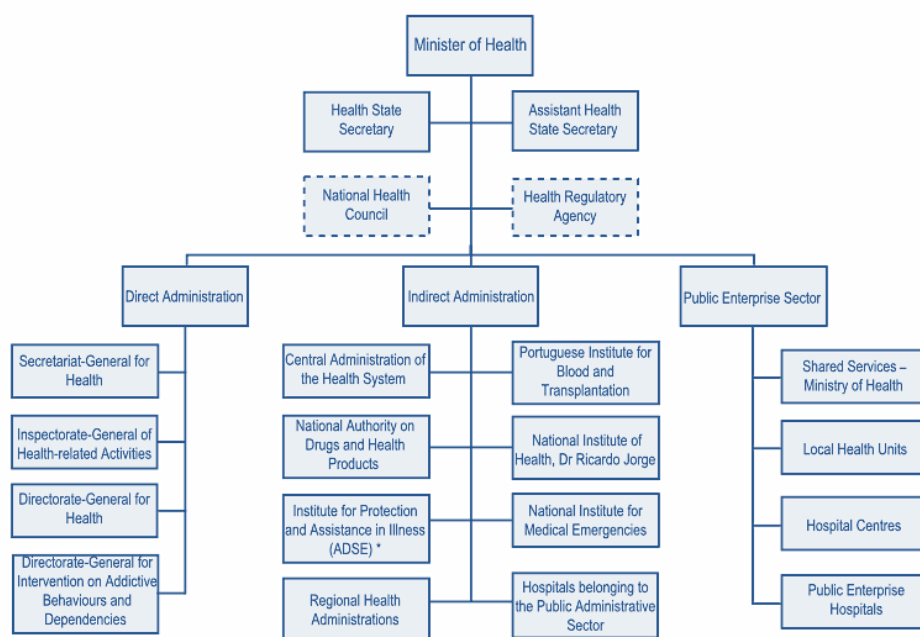 Minister of Health
Health State
Secretary
Assistant Health
State Secretary
National Health
Council
Health Regulatory
Agency
Direct Administration
Indirect Administration
Public Enterprise Sector
Secretariat-General for
Health
Inspectorate-General of
Health-related Activities
Directorate-General for
Health
Directorate-General for
Intervention on Addictive
Behaviours and
Dependencies
Central Administration of
the Health System
Portuguese Institute for
Blood and
Transplantation
National Authority on
Drugs and Health
Products
National Institute of
Health, Dr Ricardo Jorge
Institute for Protection
and Assistance in Illness
(ADSE) *
National Institute for
Medical Emergencies
Regional Health
Administrations
Hospitals belonging to
the Public Administrative
Sector
Shared Services –
Ministry of Health
Local Health Units
Hospital Centres
Public Enterprise
Hospitals